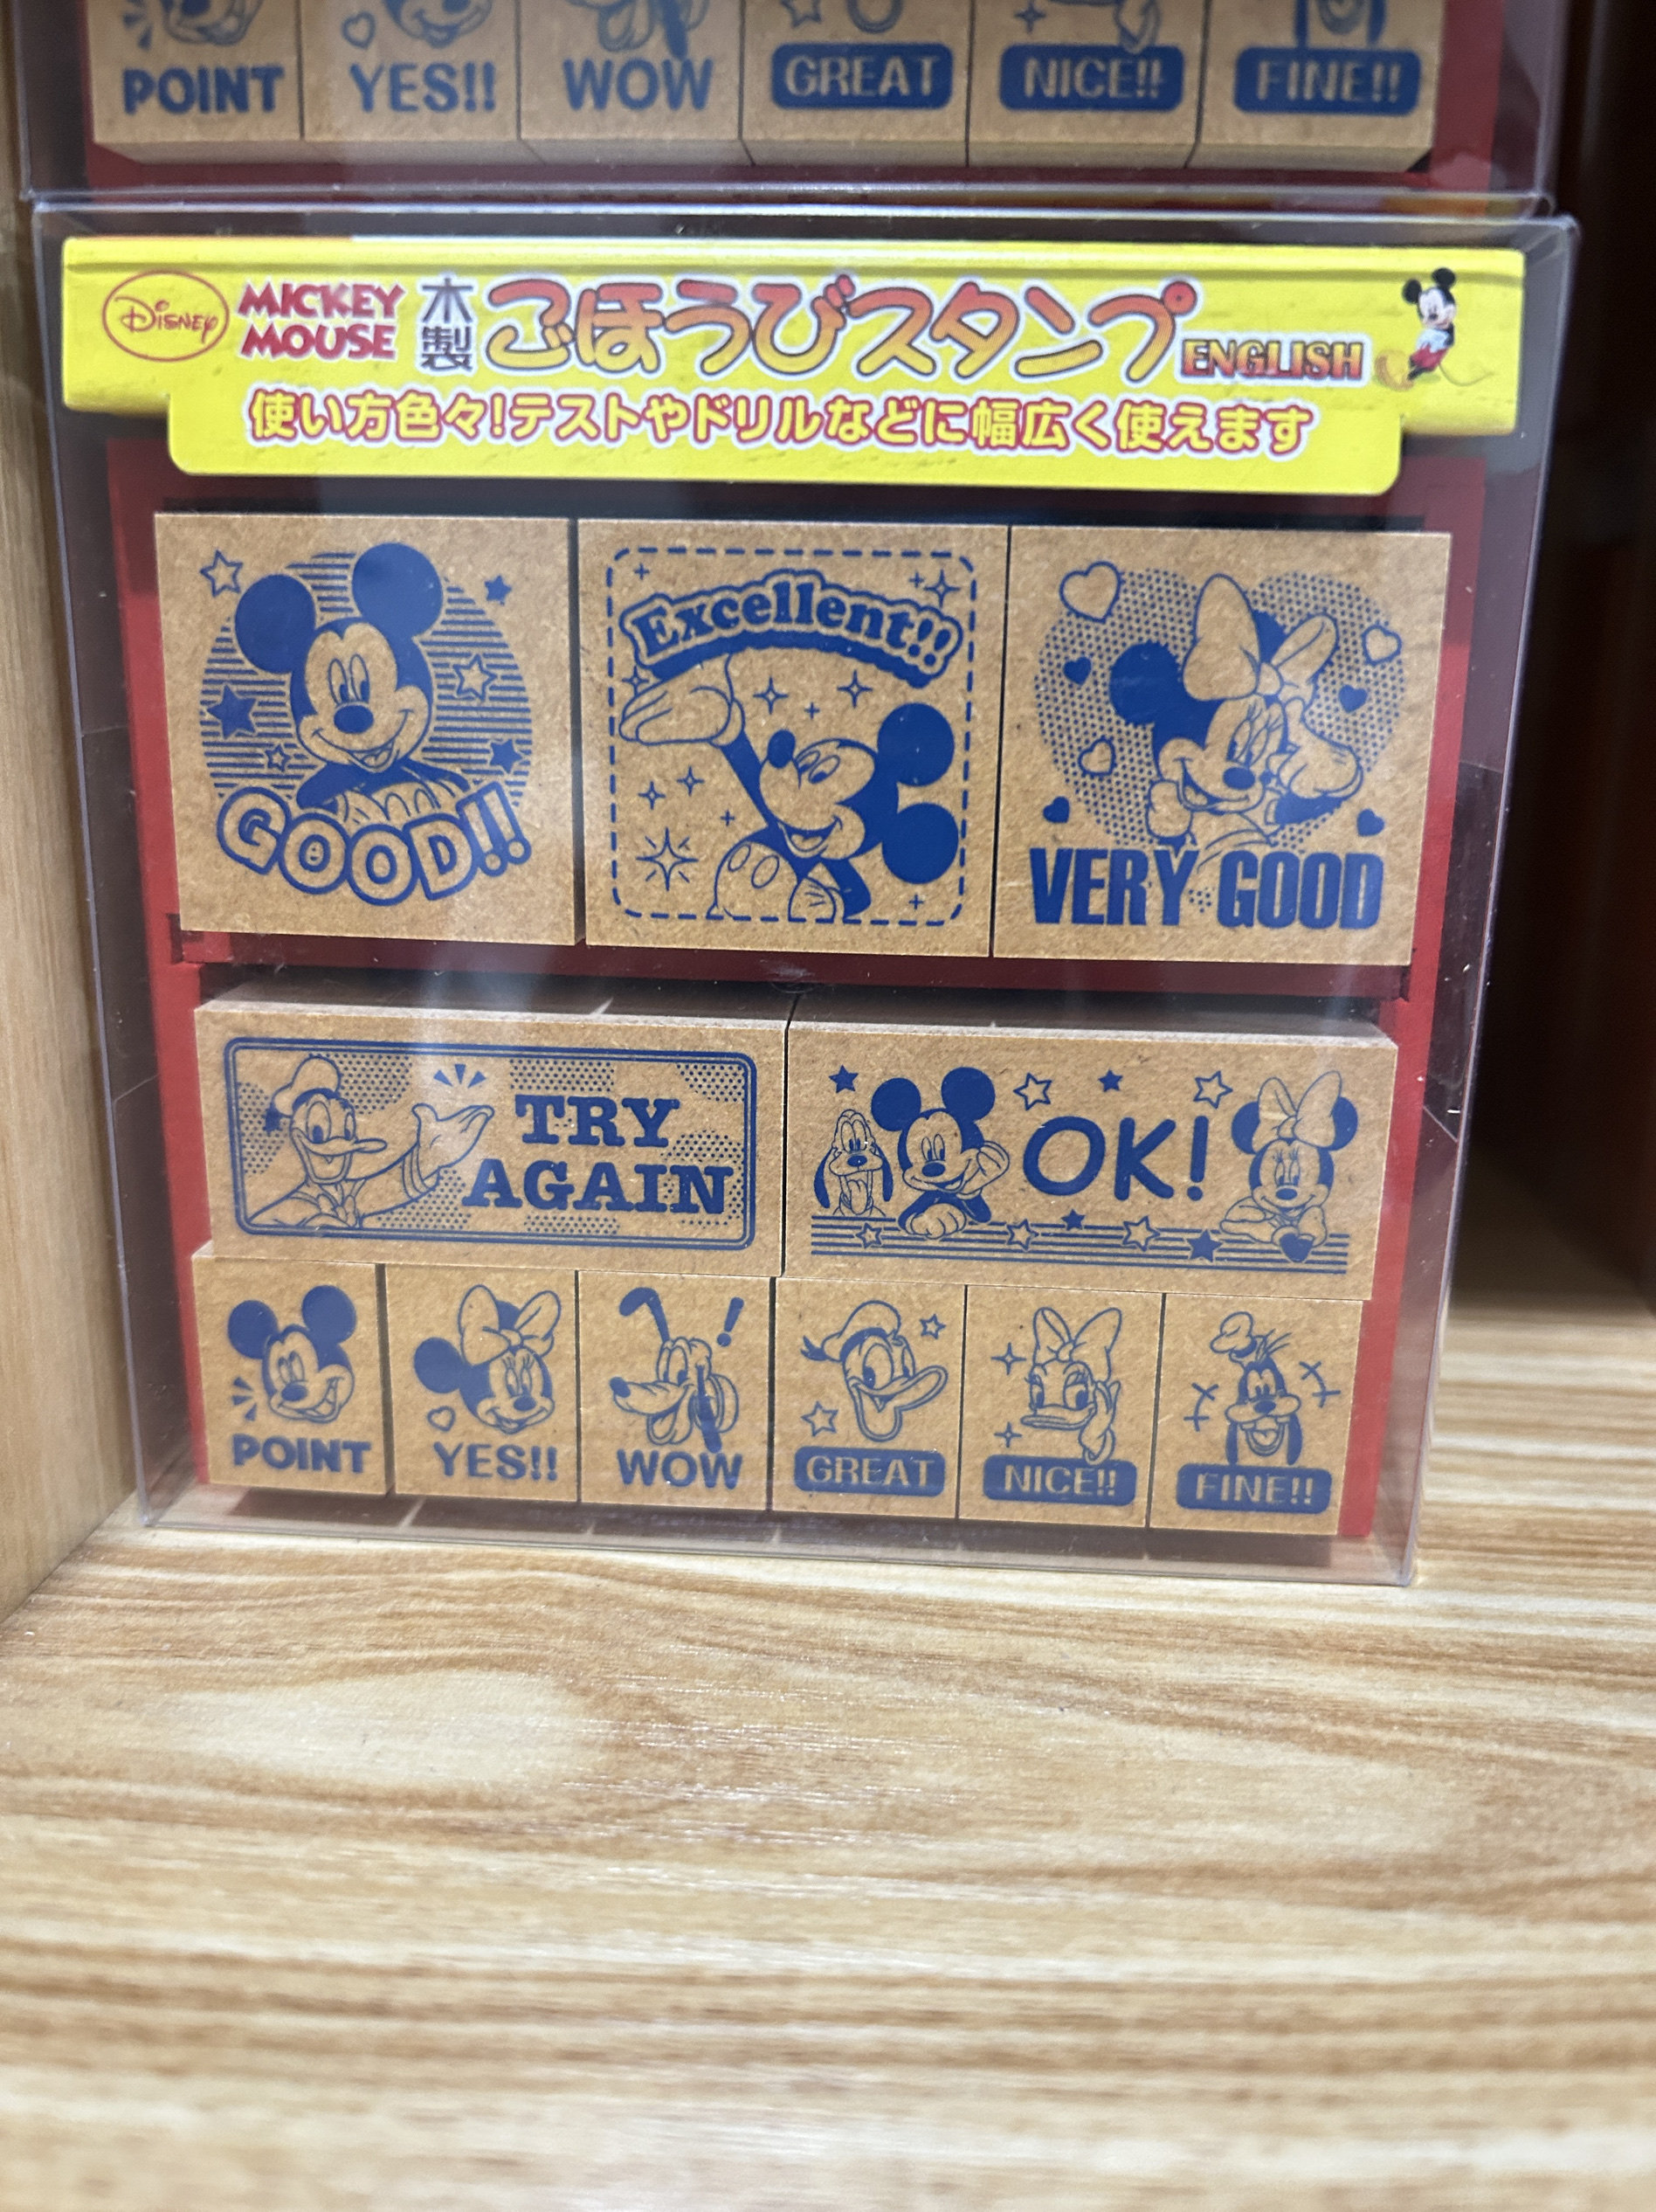 POINT YES!! WOW GREAT NICE!! FINE!!
Disney MICKEY MOUSE 木製 ごほうびスタンプ ENGLISH
使い方色々!テストやドリルなどに幅広く使えます
GOOD!! Excellent!! VERY GOOD
TRY AGAIN OK!
POINT YES!! WOW GREAT NICE!! FINE!!